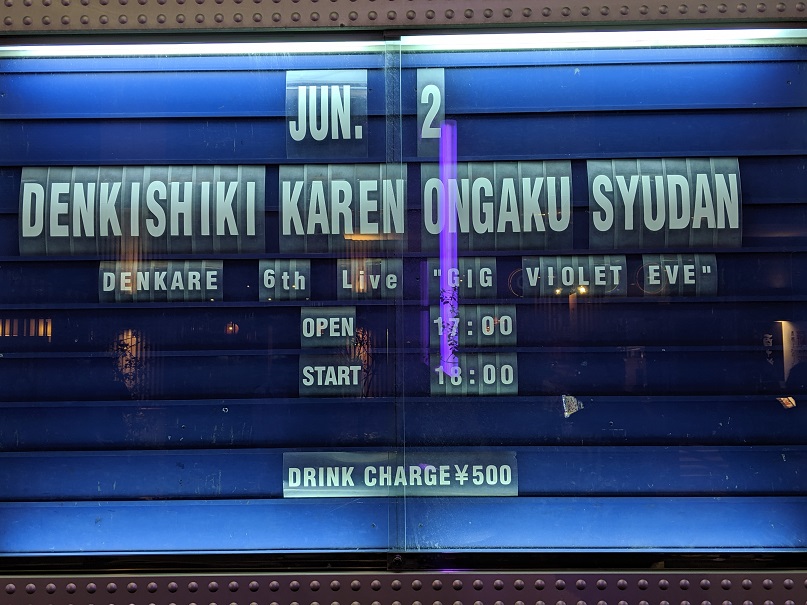 JUN. 2
DENKISHIKI KAREN ONGAKU SYUDAN
DENKARE 6th Live "GIG VIOLET EVE"
OPEN 17:00
START 18:00
DRINK CHARGE¥500